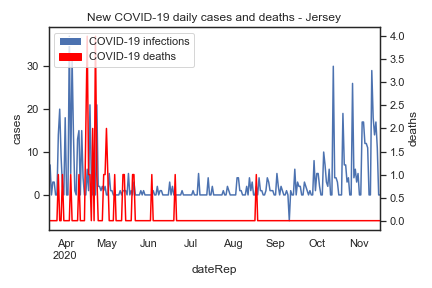 New COVID-19 daily cases and deaths - Jersey
COVID-19 infections
COVID-19 deaths
cases
30
20
10
0
4.0
3.5
3.0
2.5
2.0
1.5
1.0
0.5
0.0
deaths
Apr May Jun Jul Aug Sep Oct Nov
2020
dateRep